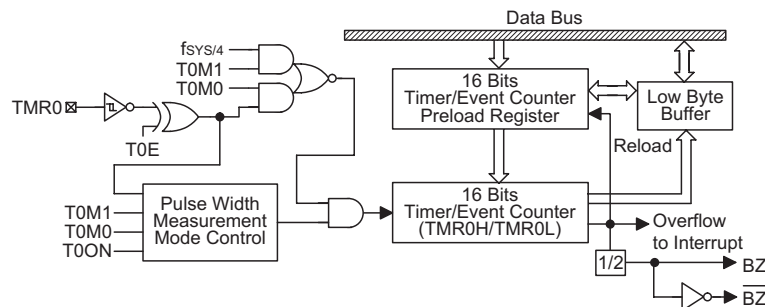 Data Bus
fSYS/4
T0M1
T0M0
TMR0
T0E
16 Bits
Timer/Event Counter
Preload Register
Low Byte
Buffer
Reload
T0M1
T0M0
T0ON
Pulse Width
Measurement
Mode Control
16 Bits
Timer/Event Counter
(TMR0H/TMR0L)
Overflow
to Interrupt
1/2
BZ
BZ